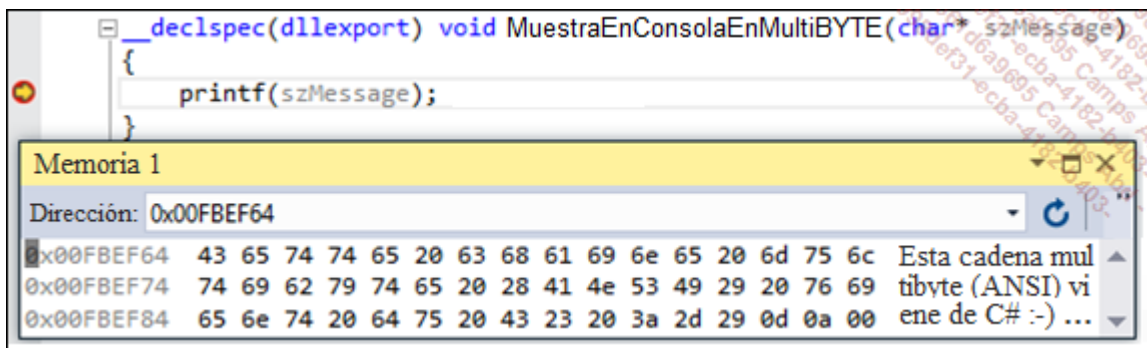 __declspec(dllexport) void MuestraEnConsolaEnMultiBYTE(char* szMessage)
{
printf(szMessage);
}
Memoria 1
Dirección: 0x00FBEF64
0x00FBEF64 43 65 74 74 65 20 63 68 61 69 6e 65 20 6d 75 6c Esta cadena mul
0x00FBEF74 74 69 62 79 74 65 20 28 41 4e 53 49 29 20 76 69 tibyte (ANSI) vi
0x00FBEF84 65 6e 74 20 64 75 20 43 23 20 3a 2d 29 0d 0a 00 ene de C# :-) ...